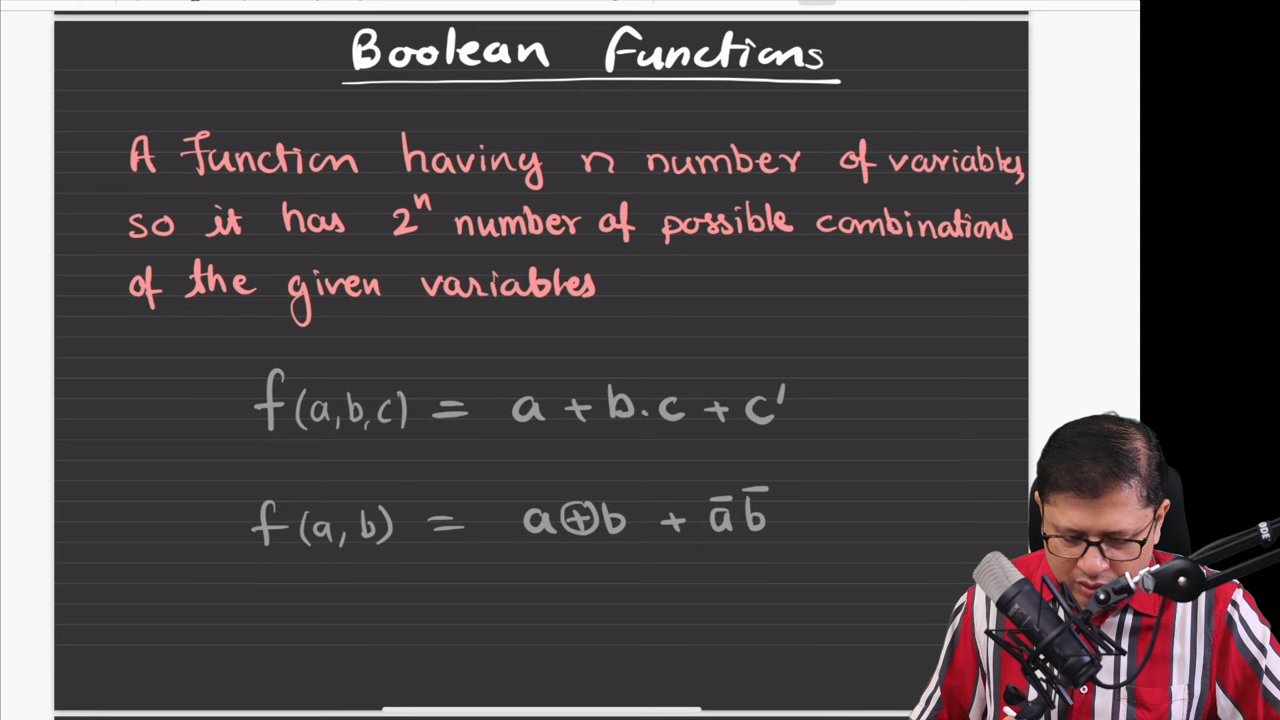 Boolean Functions
A function having n number of variables,
so it has 2ⁿ number of possible combinations
of the given variables
f(a,b,c) = a + b.c + c'
f(a, b) = a⊕b + a̅ b̅